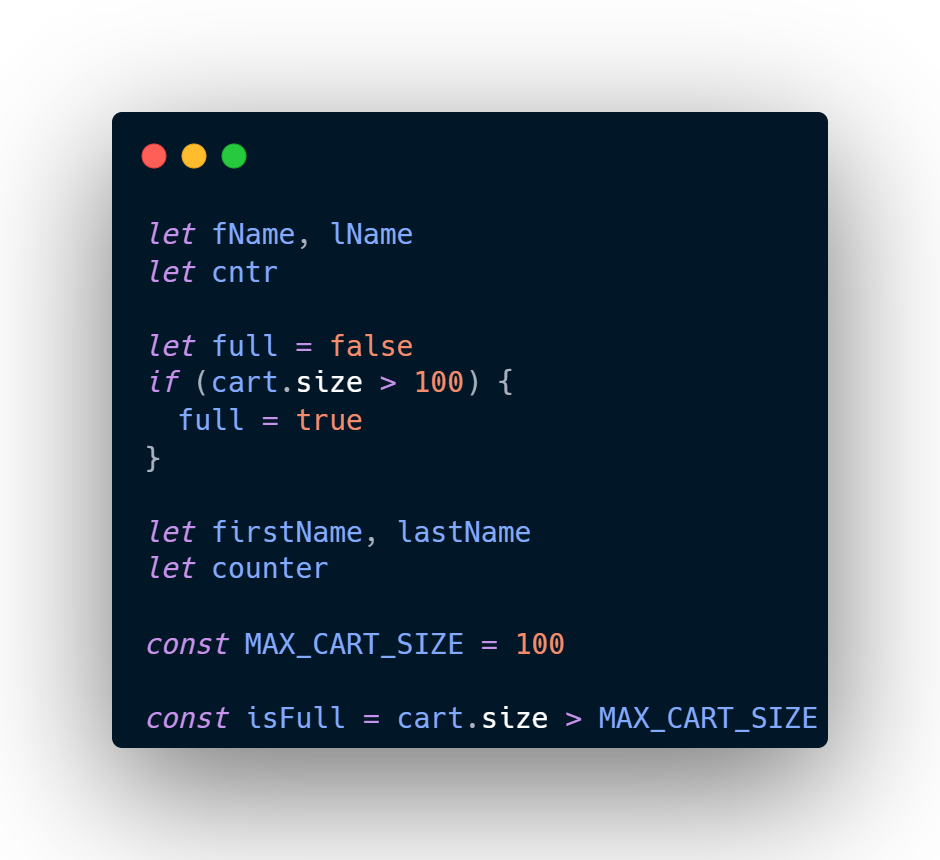 let fName, lName
let cntr

let full = false
if (cart.size > 100) {
  full = true
}

let firstName, lastName
let counter

const MAX_CART_SIZE = 100

const isFull = cart.size > MAX_CART_SIZE